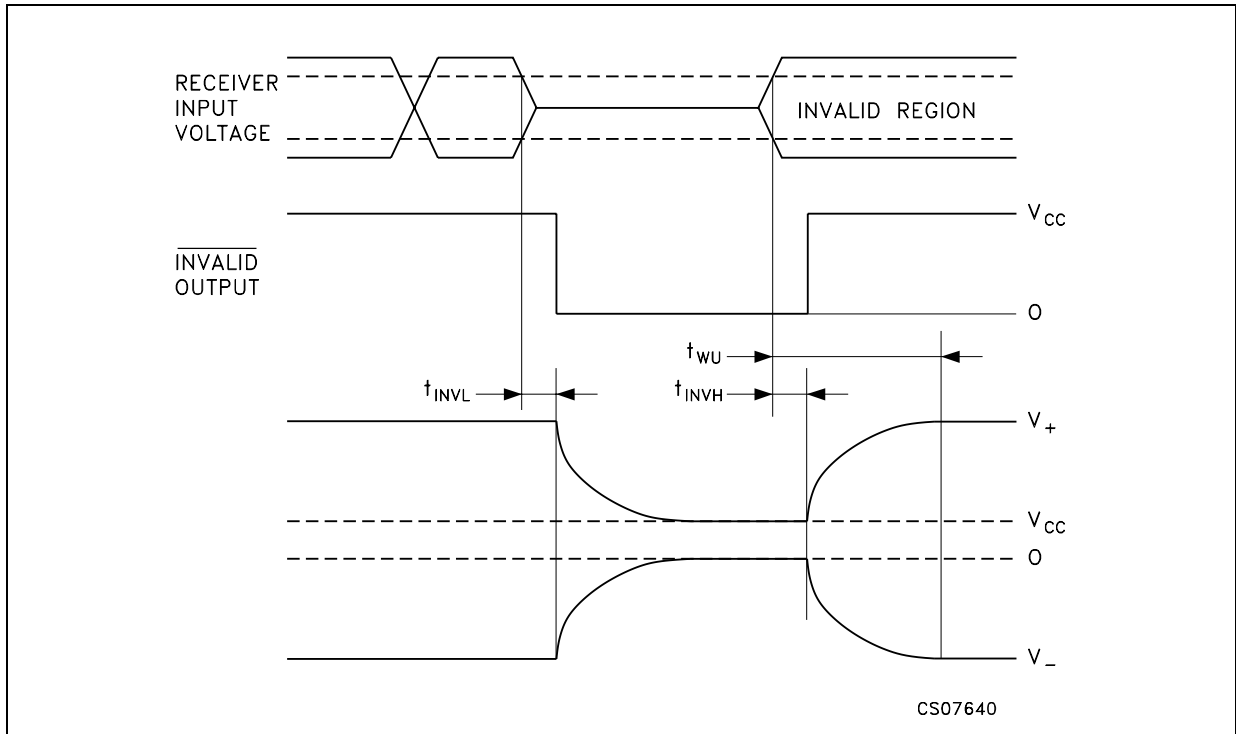 RECEIVER
INPUT
VOLTAGE
INVALID REGION
INVALID
OUTPUT
VCC
0
tWU
tINVL
tINVH
V+
VCC
0
V-
CS07640